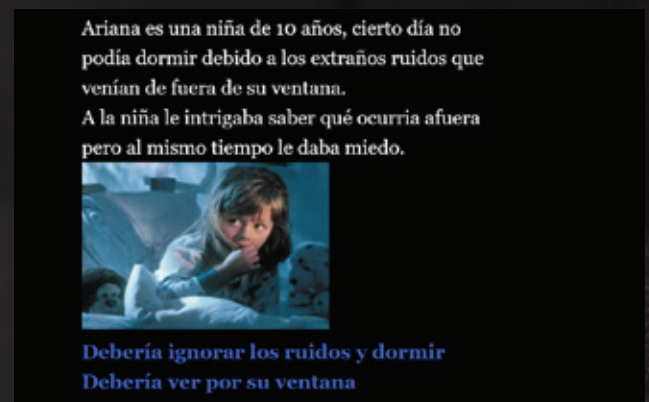 Ariana es una niña de 10 años, cierto día no
podía dormir debido a los extraños ruidos que
venían de fuera de su ventana.
A la niña le intrigaba saber qué ocurria afuera
pero al mismo tiempo le daba miedo.
Debería ignorar los ruidos y dormir
Debería ver por su ventana